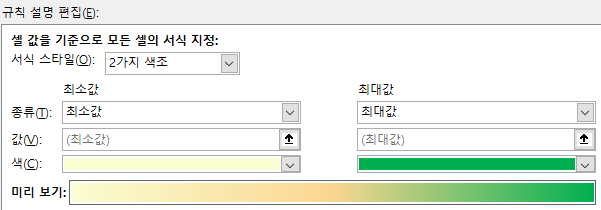 규칙 설명 편집(E):
셀 값을 기준으로 모든 셀의 서식 지정:
서식 스타일(O): 2가지 색조
최소값 최대값
종류(T): 최소값 최대값
값(V): (최소값) (최대값)
색(C):
미리 보기: